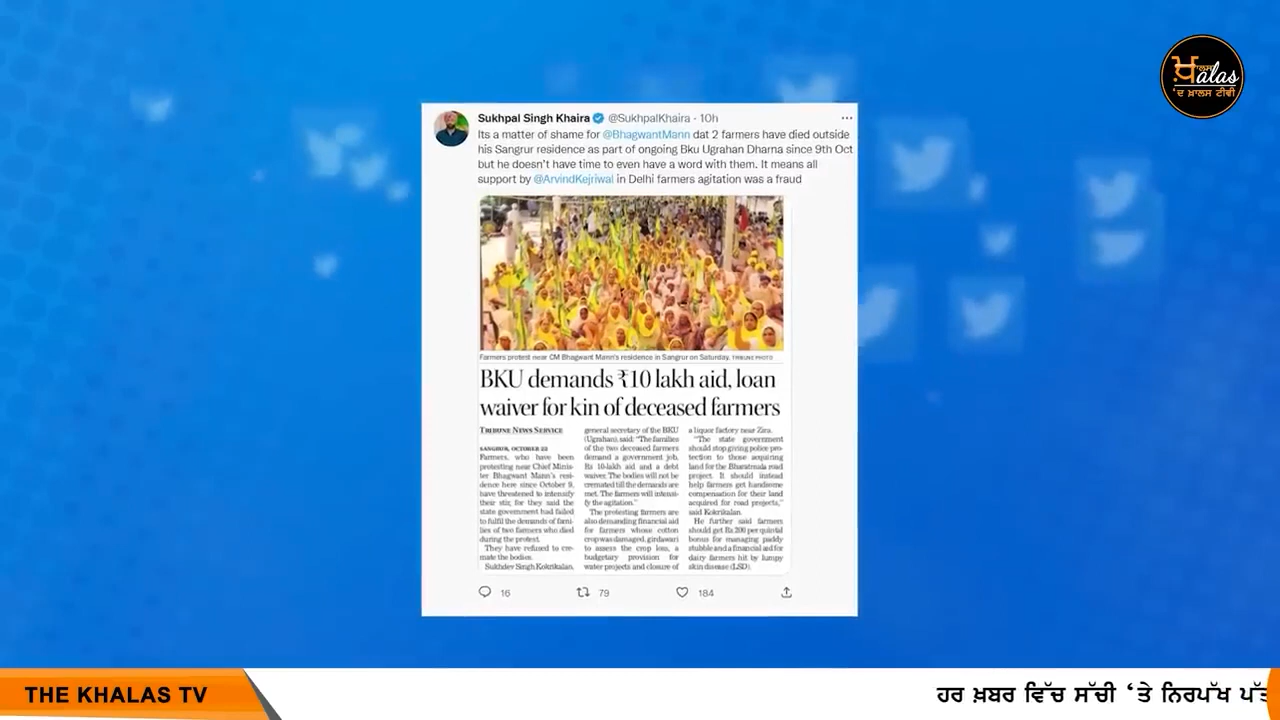 ਖ਼ਾਲਸ
alas
'ਦ ਖ਼ਾਲਸ ਟੀਵੀ
Sukhpal Singh Khaira @SukhpalKhaira · 10h
Its a matter of shame for @BhagwantMann dat 2 farmers have died outside
his Sangrur residence as part of ongoing Bku Ugrahan Dharna since 9th Oct
but he doesn't have time to even have a word with them. It means all
support by @ArvindKejriwal in Delhi farmers agitation was a fraud
Farmers protest near CM Bhagwant Mann's residence in Sangrur on Saturday. TRIBUNE PHOTO
BKU demands ₹10 lakh aid, loan
waiver for kin of deceased farmers
TRIBUNE NEWS SERVICE
SANGRUR, OCTOBER 22
Farmers, who have been
protesting near Chief Minis-
ter Bhagwant Mann's resi-
dence here since October 9,
have threatened to intensify
their stir, for they said the
state government had failed
to fulfil the demands of fami-
lies of two farmers who died
during the protest.
They have refused to cre-
mate the bodies.
Sukhdev Singh Kokrikalan,
general secretary of the BKU
(Ugrahan), said: "The families
of the two deceased farmers
demand a government job,
Rs 10-lakh aid and a debt
waiver. The bodies will not be
cremated till the demands are
met. The farmers will intensi-
fy the agitation."
The protesting farmers are
also demanding financial aid
for farmers whose cotton
crop was damaged, girdawari
to assess the crop loss, a
budgetary provision for
water projects and closure of
a liquor factory near Zira.
"The state government
should stop giving police pro-
tection to those acquiring
land for the Bharatmala road
project. It should instead
help farmers get handsome
compensation for their land
acquired for road projects,"
said Kokrikalan.
He further said farmers
should get Rs 200 per quintal
bonus for managing paddy
stubble and a financial aid for
dairy farmers hit by lumpy
skin disease (LSD).
16 79 184
THE KHALAS TV
ਹਰ ਖ਼ਬਰ ਵਿੱਚ ਸੱਚੀ 'ਤੇ ਨਿਰਪੱਖ